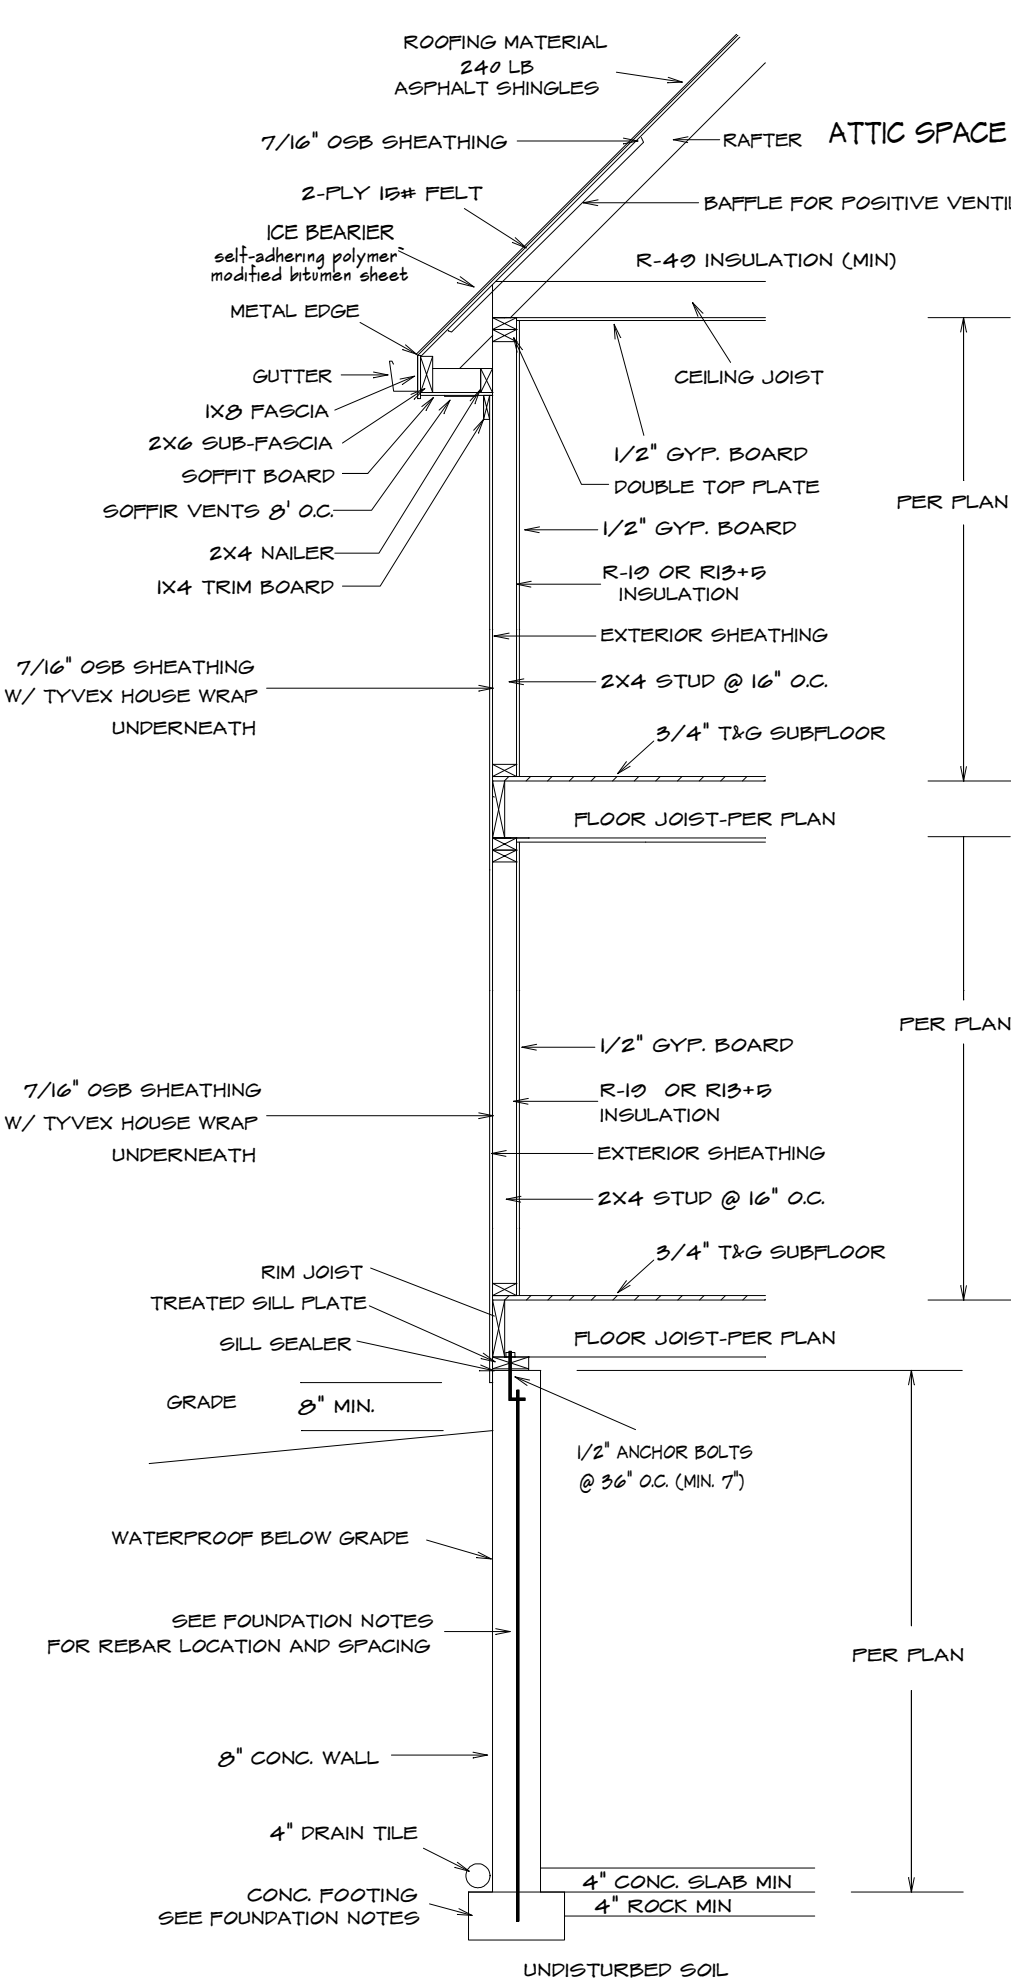 ROOFING MATERIAL
240 LB
ASPHALT SHINGLES
7/16" OSB SHEATHING
RAFTER
ATTIC SPACE
2-PLY 15# FELT
BAFFLE FOR POSITIVE VENTIL
ICE BEARIER
self-adhering polymer
modified bitumen sheet
R-49 INSULATION (MIN)
METAL EDGE
GUTTER
CEILING JOIST
1X8 FASCIA
2X6 SUB-FASCIA
1/2" GYP. BOARD
SOFFIT BOARD
DOUBLE TOP PLATE
SOFFIR VENTS 8' O.C.
PER PLAN
1/2" GYP. BOARD
2X4 NAILER
1X4 TRIM BOARD
R-19 OR R13+5
INSULATION
EXTERIOR SHEATHING
7/16" OSB SHEATHING
W/ TYVEX HOUSE WRAP
UNDERNEATH
2X4 STUD @ 16" O.C.
3/4" T&G SUBFLOOR
FLOOR JOIST-PER PLAN
PER PLAN
1/2" GYP. BOARD
7/16" OSB SHEATHING
W/ TYVEX HOUSE WRAP
UNDERNEATH
R-19 OR R13+5
INSULATION
EXTERIOR SHEATHING
2X4 STUD @ 16" O.C.
3/4" T&G SUBFLOOR
RIM JOIST
TREATED SILL PLATE
SILL SEALER
FLOOR JOIST-PER PLAN
GRADE
8" MIN.
1/2" ANCHOR BOLTS
@ 36" O.C. (MIN. 7")
WATERPROOF BELOW GRADE
SEE FOUNDATION NOTES
FOR REBAR LOCATION AND SPACING
PER PLAN
8" CONC. WALL
4" DRAIN TILE
4" CONC. SLAB MIN
CONC. FOOTING
SEE FOUNDATION NOTES
4" ROCK MIN
UNDISTURBED SOIL